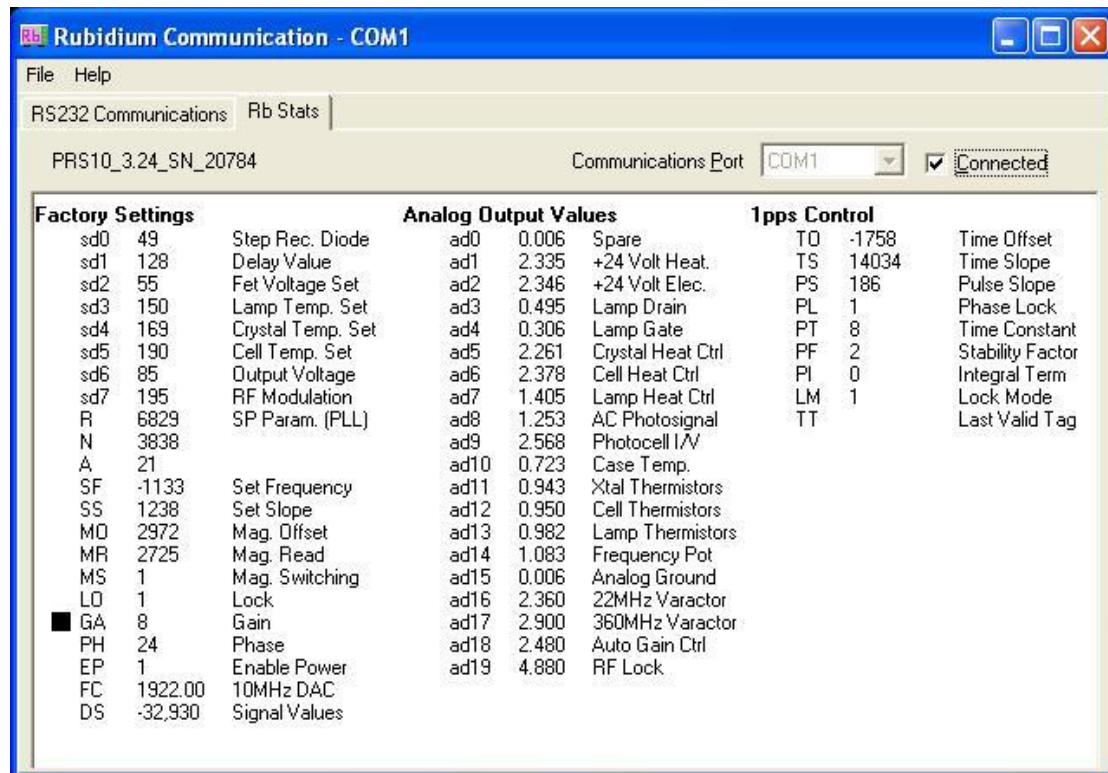 Rb Rubidium Communication - COM1
File Help
RS232 Communications Rb Stats
PRS10_3.24_SN_20784 Communications Port COM1 Connected
Factory Settings Analog Output Values 1pps Control
sd0 49 Step Rec. Diode ad0 0.006 Spare TO -1758 Time Offset
sd1 128 Delay Value ad1 2.335 +24 Volt Heat. TS 14034 Time Slope
sd2 55 Fet Voltage Set ad2 2.346 +24 Volt Elec. PS 186 Pulse Slope
sd3 150 Lamp Temp. Set ad3 0.495 Lamp Drain PL 1 Phase Lock
sd4 169 Crystal Temp. Set ad4 0.306 Lamp Gate PT 8 Time Constant
sd5 190 Cell Temp. Set ad5 2.261 Crystal Heat Ctrl PF 2 Stability Factor
sd6 85 Output Voltage ad6 2.378 Cell Heat Ctrl PI 0 Integral Term
sd7 195 RF Modulation ad7 1.405 Lamp Heat Ctrl LM 1 Lock Mode
R 6829 SP Param. (PLL) ad8 1.253 AC Photosignal TT Last Valid Tag
N 3838 ad9 2.568 Photocell I/V
A 21 ad10 0.723 Case Temp.
SF -1133 Set Frequency ad11 0.943 Xtal Thermistors
SS 1238 Set Slope ad12 0.950 Cell Thermistors
MO 2972 Mag. Offset ad13 0.982 Lamp Thermistors
MR 2725 Mag. Read ad14 1.083 Frequency Pot
MS 1 Mag. Switching ad15 0.006 Analog Ground
LO 1 Lock ad16 2.360 22MHz Varactor
GA 8 Gain ad17 2.900 360MHz Varactor
PH 24 Phase ad18 2.480 Auto Gain Ctrl
EP 1 Enable Power ad19 4.880 RF Lock
FC 1922.00 10MHz DAC
DS -32,930 Signal Values